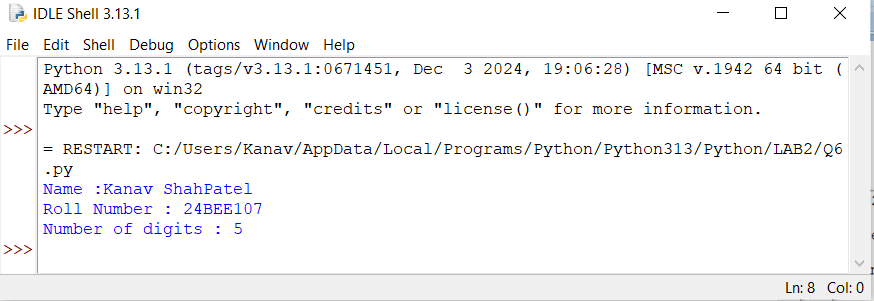 IDLE Shell 3.13.1
File Edit Shell Debug Options Window Help
Python 3.13.1 (tags/v3.13.1:0671451, Dec  3 2024, 19:06:28) [MSC v.1942 64 bit (
AMD64)] on win32
Type "help", "copyright", "credits" or "license()" for more information.
>>>
= RESTART: C:/Users/Kanav/AppData/Local/Programs/Python/Python313/Python/LAB2/Q6
.py
Name :Kanav ShahPatel
Roll Number : 24BEE107
Number of digits : 5
>>>
Ln: 8 Col: 0